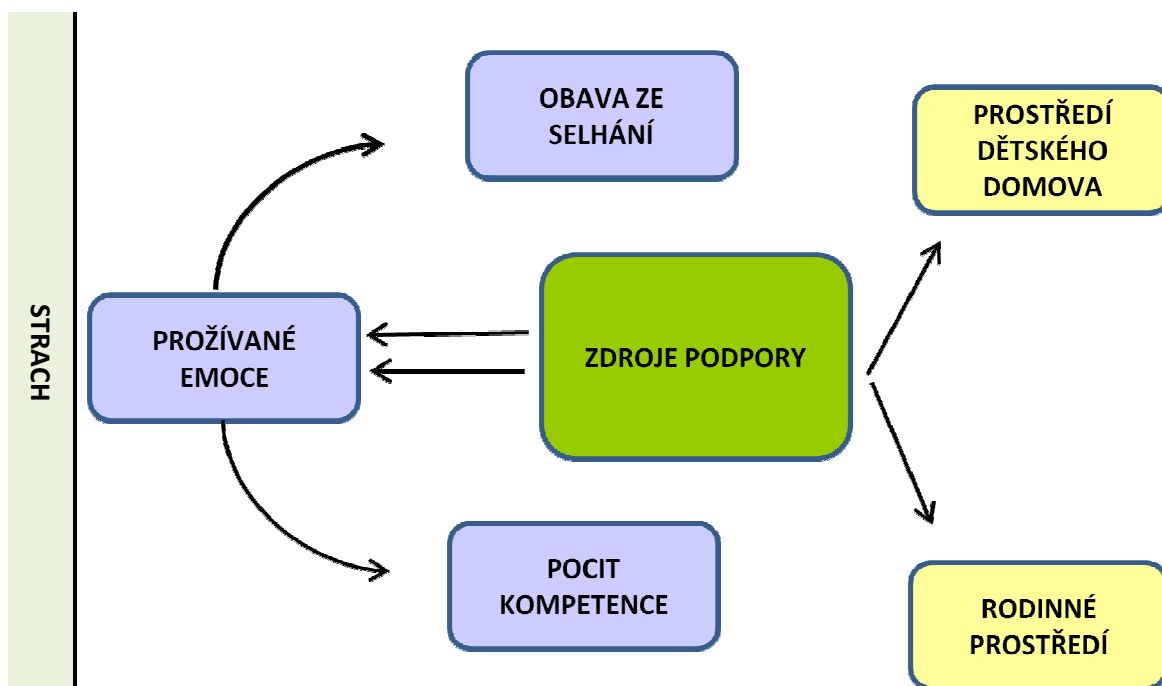 STRACH
OBAVA ZE
SELHÁNÍ
PROSTŘEDÍ
DĚTSKÉHO
DOMOVA
PROŽÍVANÉ
EMOCE
ZDROJE PODPORY
POCIT
KOMPETENCE
RODINNÉ
PROSTŘEDÍ